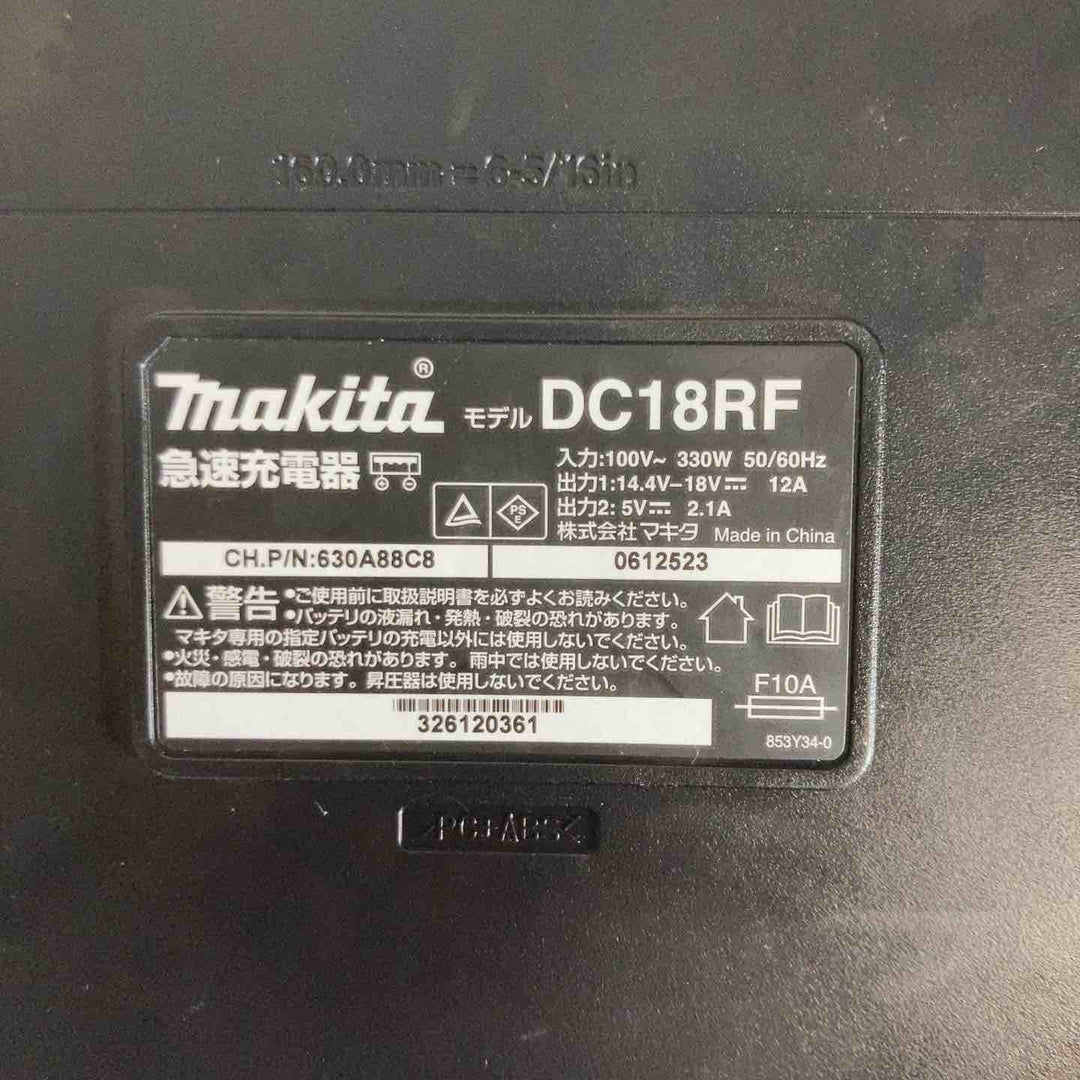 160.0mm = 6-5/16in
makita® モデル DC18RF
急速充電器
入力:100V~ 330W 50/60Hz
出力1:14.4V-18V⎓ 12A
出力2: 5V⎓ 2.1A
PS
E
株式会社マキタ Made in China
CH.P/N:630A88C8
0612523
⚠警告 •ご使用前に取扱説明書を必ずよくお読みください。
•バッテリの液漏れ・発熱・破裂の恐れがあります。
マキタ専用の指定バッテリの充電以外には使用しないでください。
•火災・感電・破裂の恐れがあります。雨中では使用しないでください。
•故障の原因になります。昇圧器は使用しないでください。
326120361
F10A
853Y34-0
>PC+ABS<